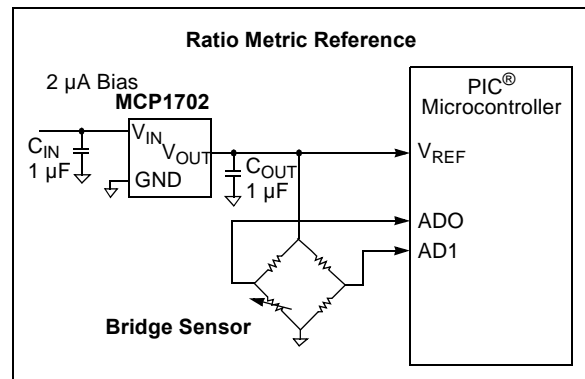 Ratio Metric Reference
2 µA Bias
MCP1702
PIC®
Microcontroller
VIN
VOUT
GND
CIN
1 µF
COUT
1 µF
VREF
ADO
AD1
Bridge Sensor